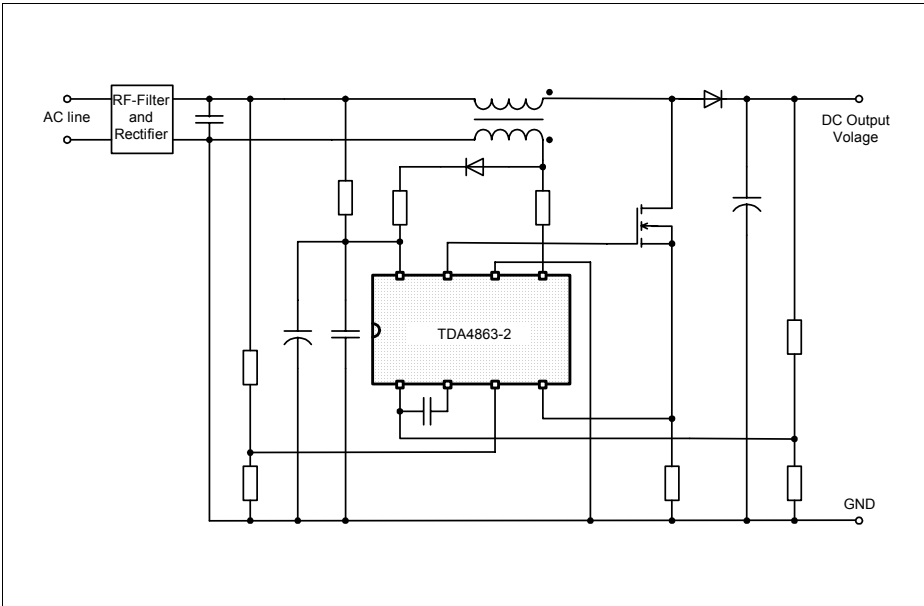 RF-Filter
and
Rectifier
AC line
DC Output
Volage
TDA4863-2
GND